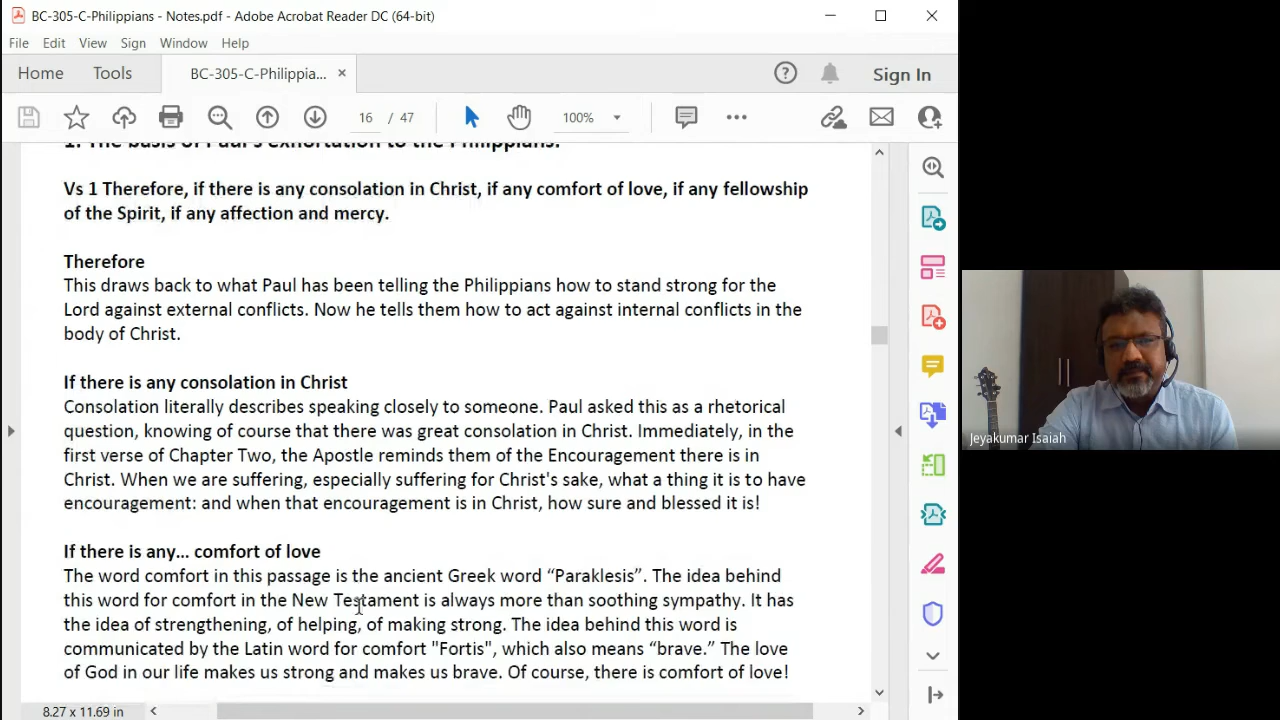 BC-305-C-Philippians - Notes.pdf - Adobe Acrobat Reader DC (64-bit)
File Edit View Sign Window Help
Home Tools BC-305-C-Philippia... Sign In
16 / 47 100%
1. The basis of Paul's exhortation to the Philippians.
Vs 1 Therefore, if there is any consolation in Christ, if any comfort of love, if any fellowship
of the Spirit, if any affection and mercy.
Therefore
This draws back to what Paul has been telling the Philippians how to stand strong for the
Lord against external conflicts. Now he tells them how to act against internal conflicts in the
body of Christ.
If there is any consolation in Christ
Consolation literally describes speaking closely to someone. Paul asked this as a rhetorical
question, knowing of course that there was great consolation in Christ. Immediately, in the
first verse of Chapter Two, the Apostle reminds them of the Encouragement there is in
Christ. When we are suffering, especially suffering for Christ's sake, what a thing it is to have
encouragement: and when that encouragement is in Christ, how sure and blessed it is!
If there is any... comfort of love
The word comfort in this passage is the ancient Greek word “Paraklesis”. The idea behind
this word for comfort in the New Testament is always more than soothing sympathy. It has
the idea of strengthening, of helping, of making strong. The idea behind this word is
communicated by the Latin word for comfort "Fortis", which also means “brave.” The love
of God in our life makes us strong and makes us brave. Of course, there is comfort of love!
8.27 x 11.69 in
Jeyakumar Isaiah